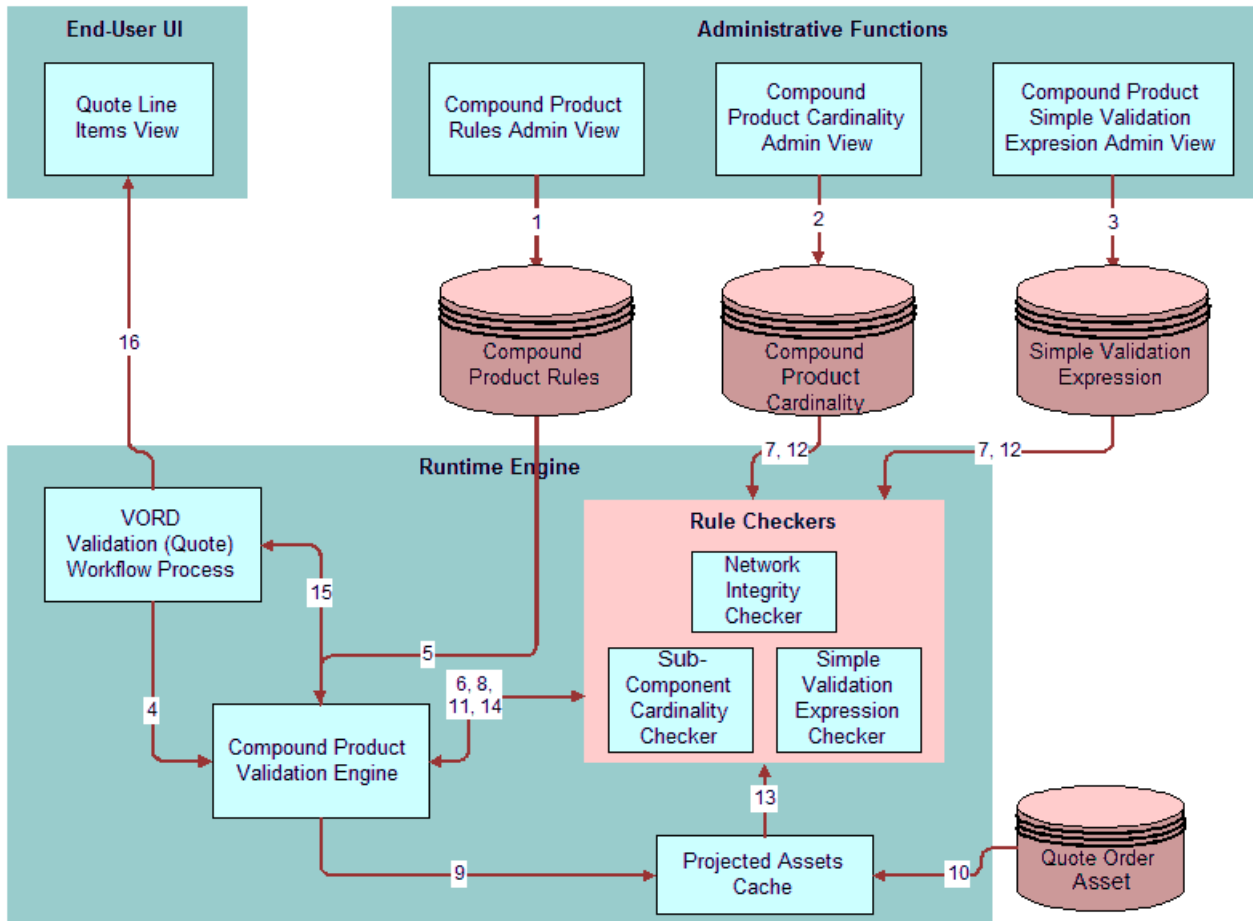 End-User UI
Quote Line
Items View
Administrative Functions
Compound Product
Rules Admin View
Compound
Product Cardinality
Admin View
Compound Product
Simple Validation
Expresion Admin View
1
2
3
16
Compound
Product Rules
Compound
Product
Cardinality
Simple Validation
Expression
7, 12
7, 12
Runtime Engine
VORD
Validation (Quote)
Workflow Process
15
5
4
6, 8,
11, 14
Compound Product
Validation Engine
Rule Checkers
Network
Integrity
Checker
Sub-
Component
Cardinality
Checker
Simple
Validation
Expression
Checker
13
9
Projected Assets
Cache
10
Quote Order
Asset